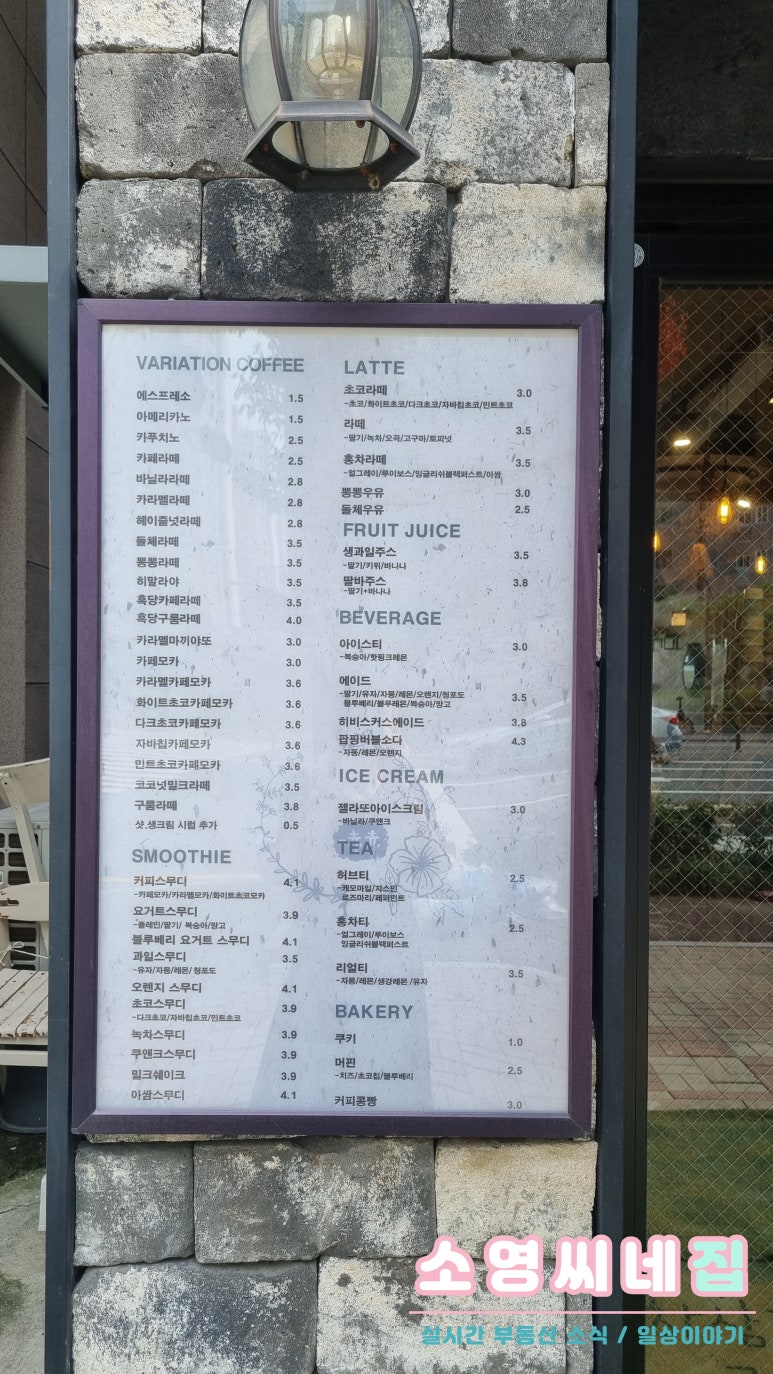 VARIATION COFFEE
에스프레소 1.5
아메리카노 1.5
카푸치노 2.5
카페라떼 2.5
바닐라라떼 2.8
카라멜라떼 2.8
헤이즐넛라떼 2.8
돌체라떼 3.5
뽕뽕라떼 3.5
히말라야 3.5
흑당카페라떼 3.5
흑당구룸라떼 4.0
카라멜마끼야또 3.0
카페모카 3.0
카라멜카페모카 3.6
화이트초코카페모카 3.6
다크초코카페모카 3.6
자바칩카페모카 3.6
민트초코카페모카 3.6
코코넛밀크라떼 3.5
구룸라떼 3.8
샷.생크림 시럽 추가 0.5
SMOOTHIE
커피스무디 4.1
-카페모카/카라멜모카/화이트초코모카
요거트스무디 3.9
-플레인/딸기/ 복숭아/망고
블루베리 요거트 스무디 4.1
과일스무디 3.5
-유자/자몽/레몬/ 청포도
오렌지 스무디 4.1
초코스무디 3.9
-다크초코/자바칩초코/민트초코
녹차스무디 3.9
쿠앤크스무디 3.9
밀크쉐이크 3.9
아쌈스무디 4.1
LATTE
초코라떼 3.0
-초코/화이트초코/다크초코/자바칩초코/민트초코
라떼 3.5
-딸기/녹차/오곡/고구마/토피넛
홍차라떼 3.5
-얼그레이/루이보스/잉글리쉬블랙퍼스트/아쌈
뽕뽕우유 3.0
돌체우유 2.5
FRUIT JUICE
생과일주스 3.5
-딸기/키위/바나나
딸바주스 3.8
-딸기+바나나
BEVERAGE
아이스티 3.0
-복숭아/핫핑크레몬
에이드 3.5
-딸기/유자/자몽/레몬/오렌지/청포도
블루베리/블루레몬/복숭아/망고
히비스커스에이드 3.8
팝핑버블소다 4.3
-자몽/레몬/오렌지
ICE CREAM
젤라또아이스크림 3.0
-바닐라/쿠앤크
TEA
허브티 2.5
-캐모마일/자스민
로즈마리/페퍼민트
홍차티 2.5
-얼그레이/루이보스
잉글리쉬블랙퍼스트
리얼티 3.5
-자몽/레몬/생강레몬 /유자
BAKERY
쿠키 1.0
머핀 2.5
-치즈/초코칩/블루베리
커피콩빵 3.0
소영씨네집
실시간 부동산 소식 / 일상이야기